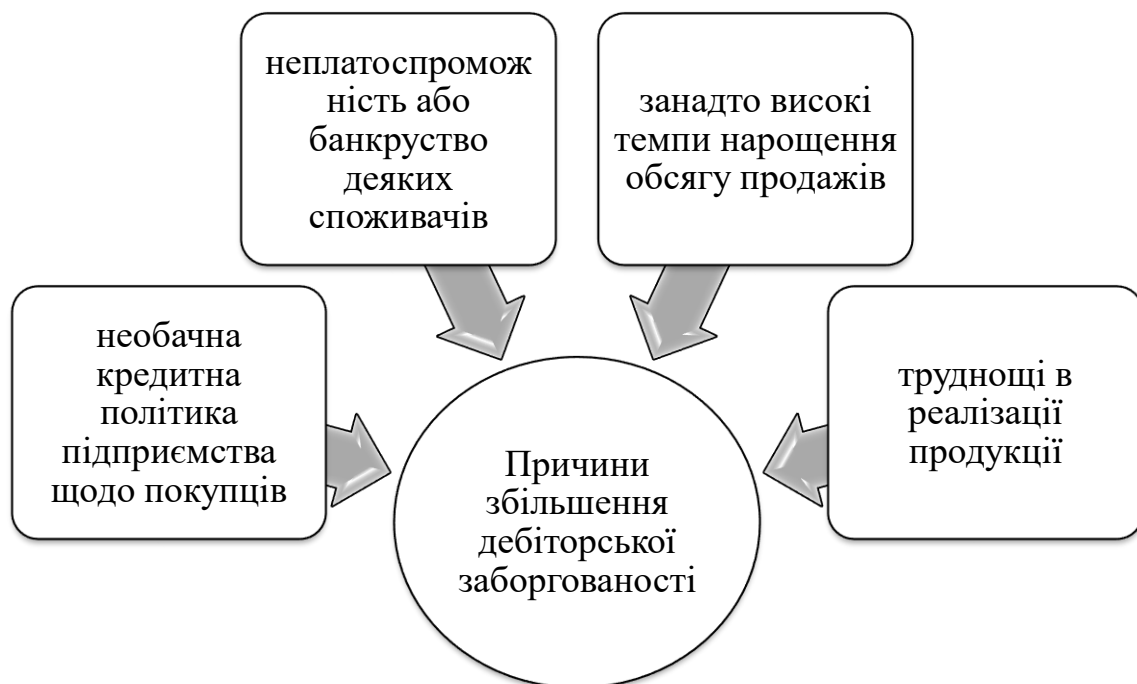 неплатоспромож
ність або
банкруство
деяких
споживачів
занадто високі
темпи нарощення
обсягу продажів
необачна
кредитна
політика
підприємства
щодо покупців
труднощі в
реалізації
продукції
Причини
збільшення
дебіторської
заборгованості